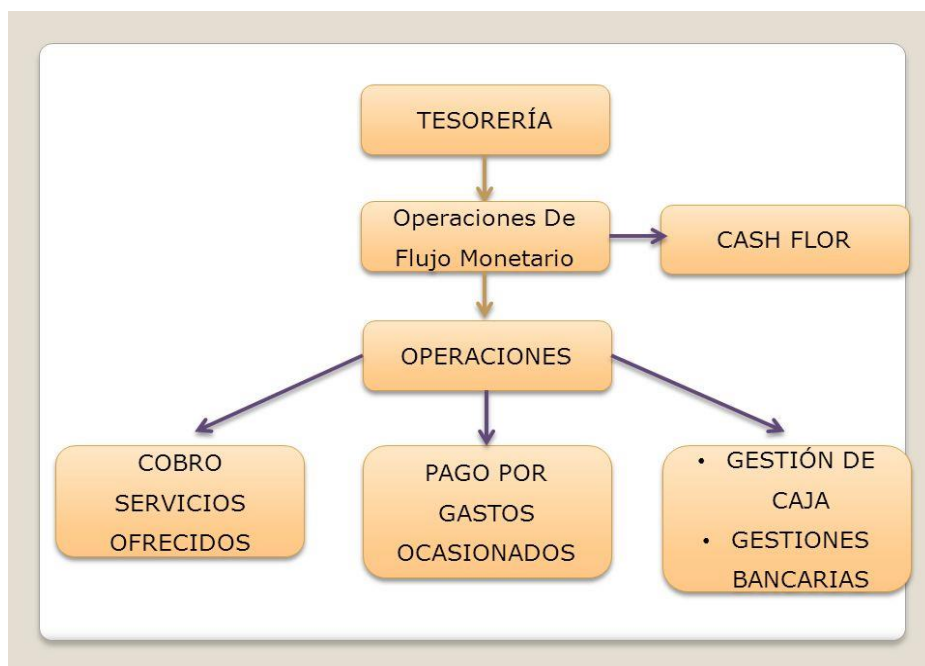 TESORERÍA
Operaciones De
Flujo Monetario
CASH FLOR
OPERACIONES
COBRO
SERVICIOS
OFRECIDOS
PAGO POR
GASTOS
OCASIONADOS
• GESTIÓN DE
CAJA
• GESTIONES
BANCARIAS